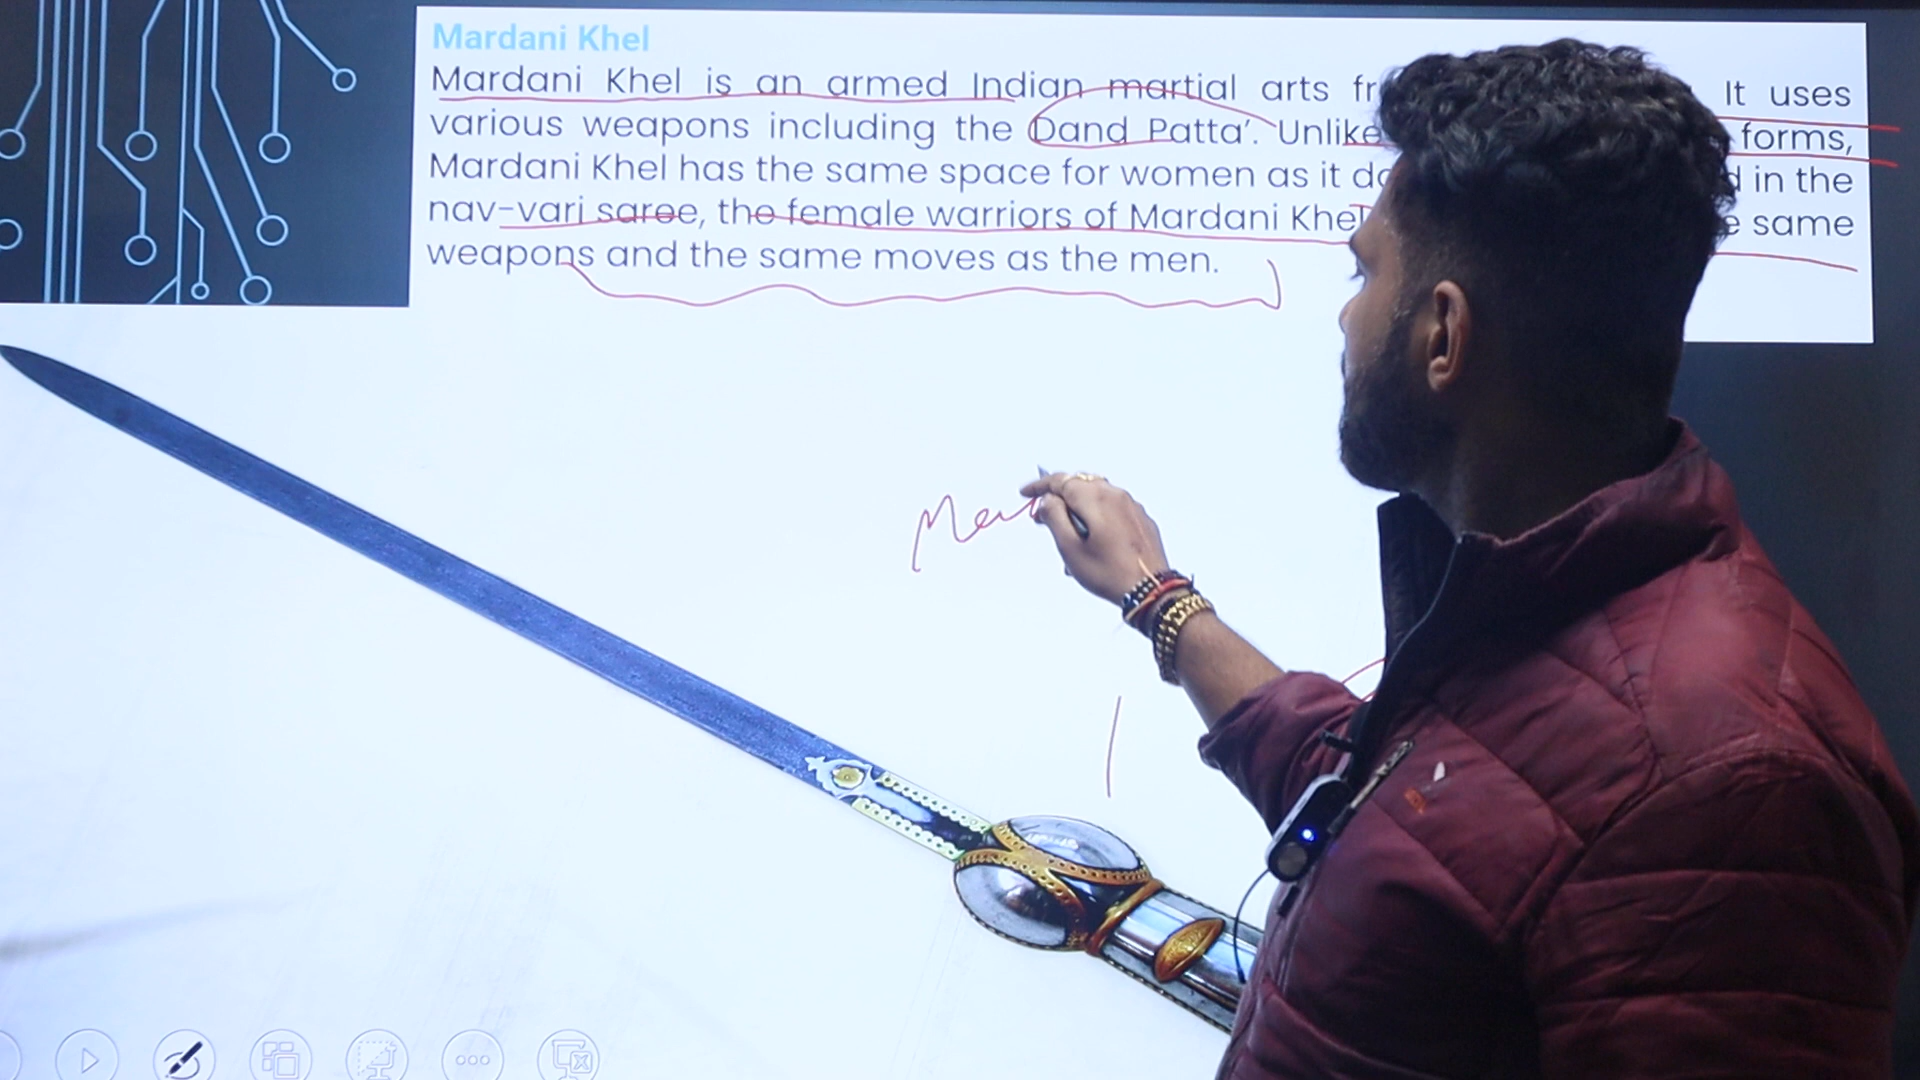 Mardani Khel
Mardani Khel is an armed Indian martial arts It uses
various weapons including the Dand Patta’. Unlike forms,
Mardani Khel has the same space for women as it in the
nav-vari saree, the female warriors of Mardani Khel same
weapons and the same moves as the men.